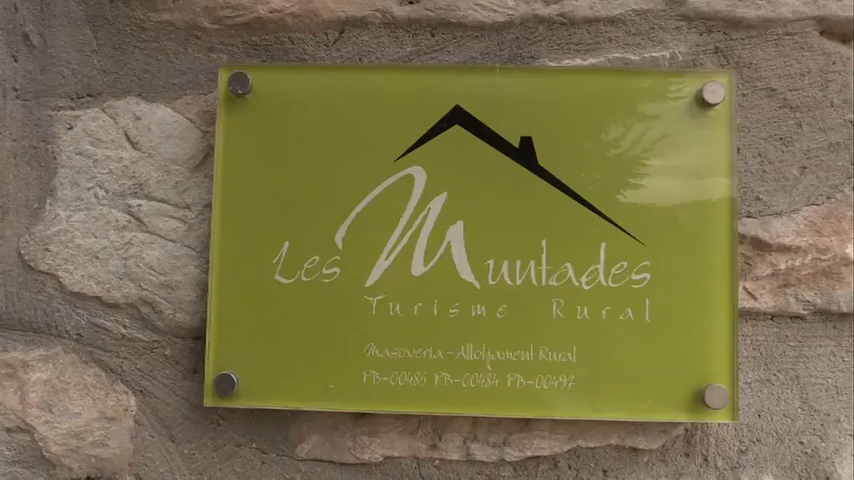 Les Muntades
Turisme Rural
Masoveria-Allotjament Rural
PB-00485 PB-00484 PB-00497